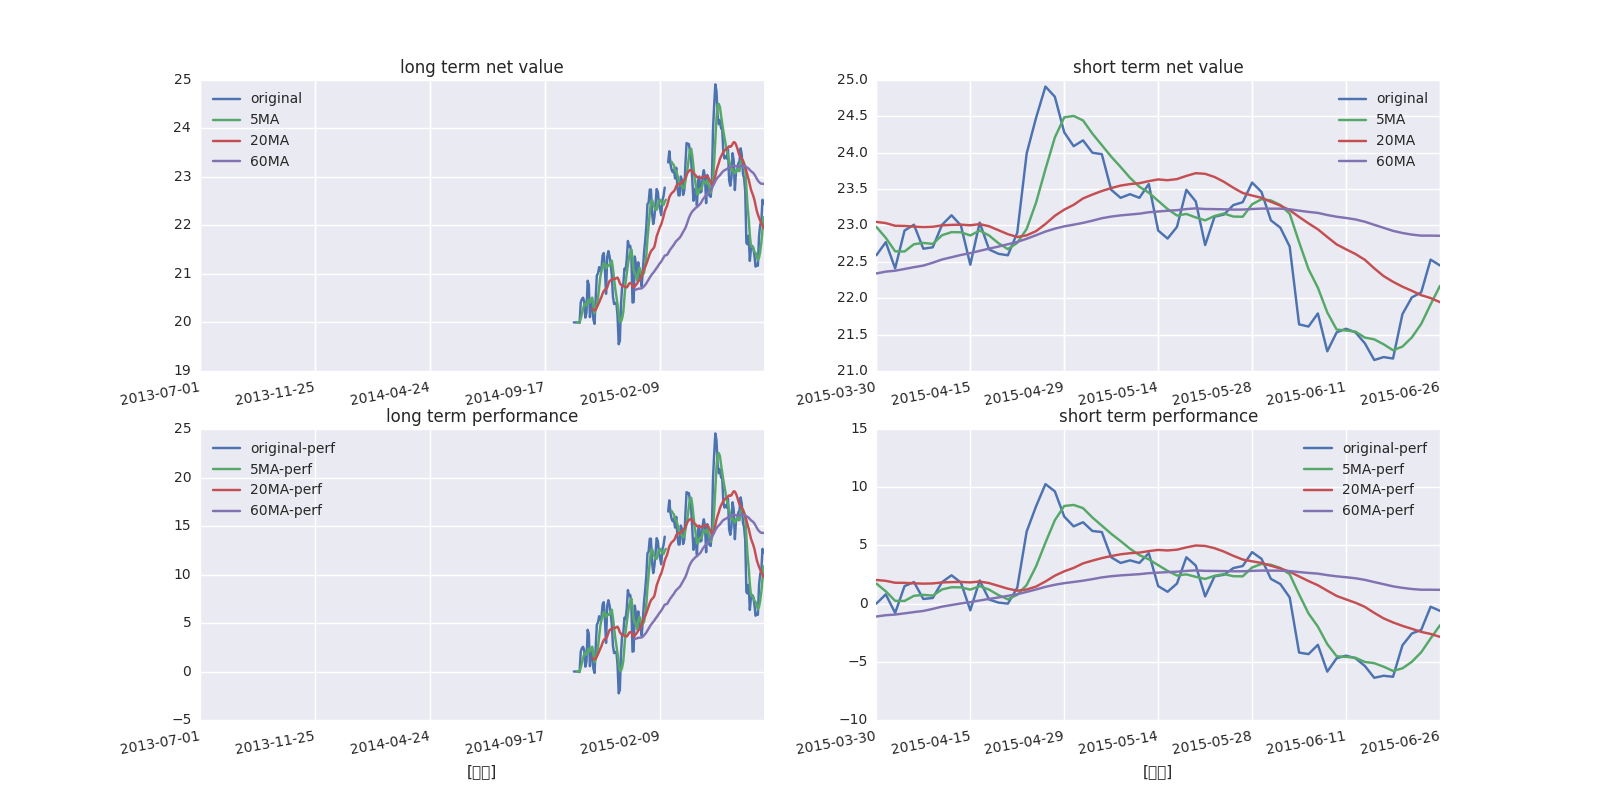 long term net value
25
24
23
22
21
20
19
original
5MA
20MA
60MA
2013-07-01
2013-11-25
2014-04-24
2014-09-17
2015-02-09
short term net value
25.0
24.5
24.0
23.5
23.0
22.5
22.0
21.5
21.0
original
5MA
20MA
60MA
2015-03-30
2015-04-15
2015-04-29
2015-05-14
2015-05-28
2015-06-11
2015-06-26
long term performance
25
20
15
10
5
0
−5
original-perf
5MA-perf
20MA-perf
60MA-perf
2013-07-01
2013-11-25
2014-04-24
2014-09-17
2015-02-09
short term performance
15
10
5
0
−5
−10
original-perf
5MA-perf
20MA-perf
60MA-perf
2015-03-30
2015-04-15
2015-04-29
2015-05-14
2015-05-28
2015-06-11
2015-06-26